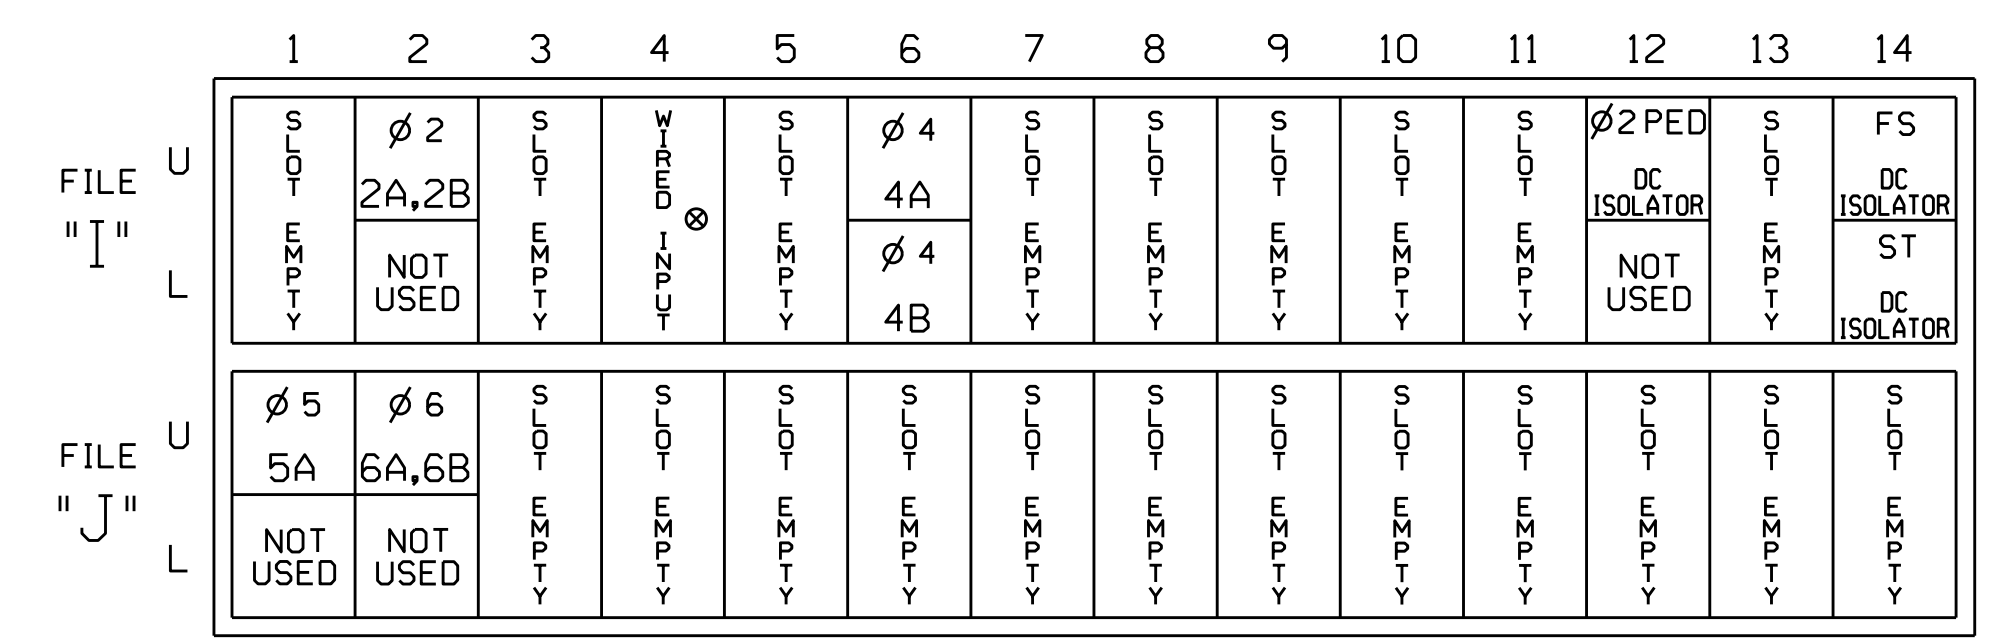 1 2 3 4 5 6 7 8 9 10 11 12 13 14
FILE
"I"
U
L
SLOT EMPTY
Ø 2
2A,2B
NOT
USED
SLOT EMPTY
WIRED INPUT
⊗
SLOT EMPTY
Ø 4
4A
Ø 4
4B
SLOT EMPTY
SLOT EMPTY
SLOT EMPTY
SLOT EMPTY
SLOT EMPTY
Ø2 PED
DC
ISOLATOR
NOT
USED
SLOT EMPTY
FS
DC
ISOLATOR
ST
DC
ISOLATOR
FILE
"J"
U
L
Ø 5
5A
NOT
USED
Ø 6
6A,6B
NOT
USED
SLOT EMPTY
SLOT EMPTY
SLOT EMPTY
SLOT EMPTY
SLOT EMPTY
SLOT EMPTY
SLOT EMPTY
SLOT EMPTY
SLOT EMPTY
SLOT EMPTY
SLOT EMPTY
SLOT EMPTY